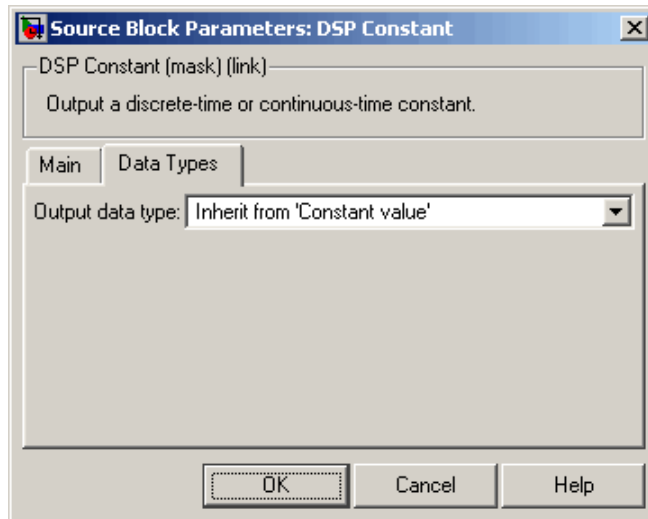 Source Block Parameters: DSP Constant
DSP Constant (mask) (link)
Output a discrete-time or continuous-time constant.
Main Data Types
Output data type: Inherit from 'Constant value'
OK Cancel Help